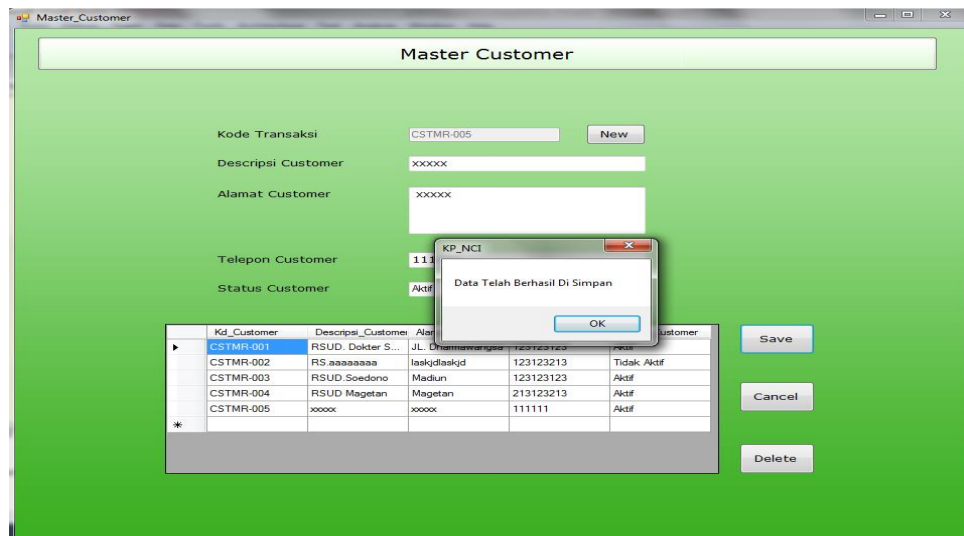 Master_Customer
Master Customer
Kode Transaksi CSTMR-005 New
Descripsi Customer xxxxx
Alamat Customer xxxxx
KP_NCI
Telepon Customer 111
Data Telah Berhasil Di Simpan
Status Customer Aktif
OK
Kd_Customer Descripsi_Customer
CSTMR-001 RSUD. Dokter S... JL. Dharmawangsa 123123123 Aktif
CSTMR-002 RS.aaaaaaaa laskjdlaskjd 123123213 Tidak Aktif
CSTMR-003 RSUD.Soedono Madiun 123123123 Aktif
CSTMR-004 RSUD Magetan Magetan 213123213 Aktif
CSTMR-005 xxxxx xxxxx 111111 Aktif
Save
Cancel
Delete